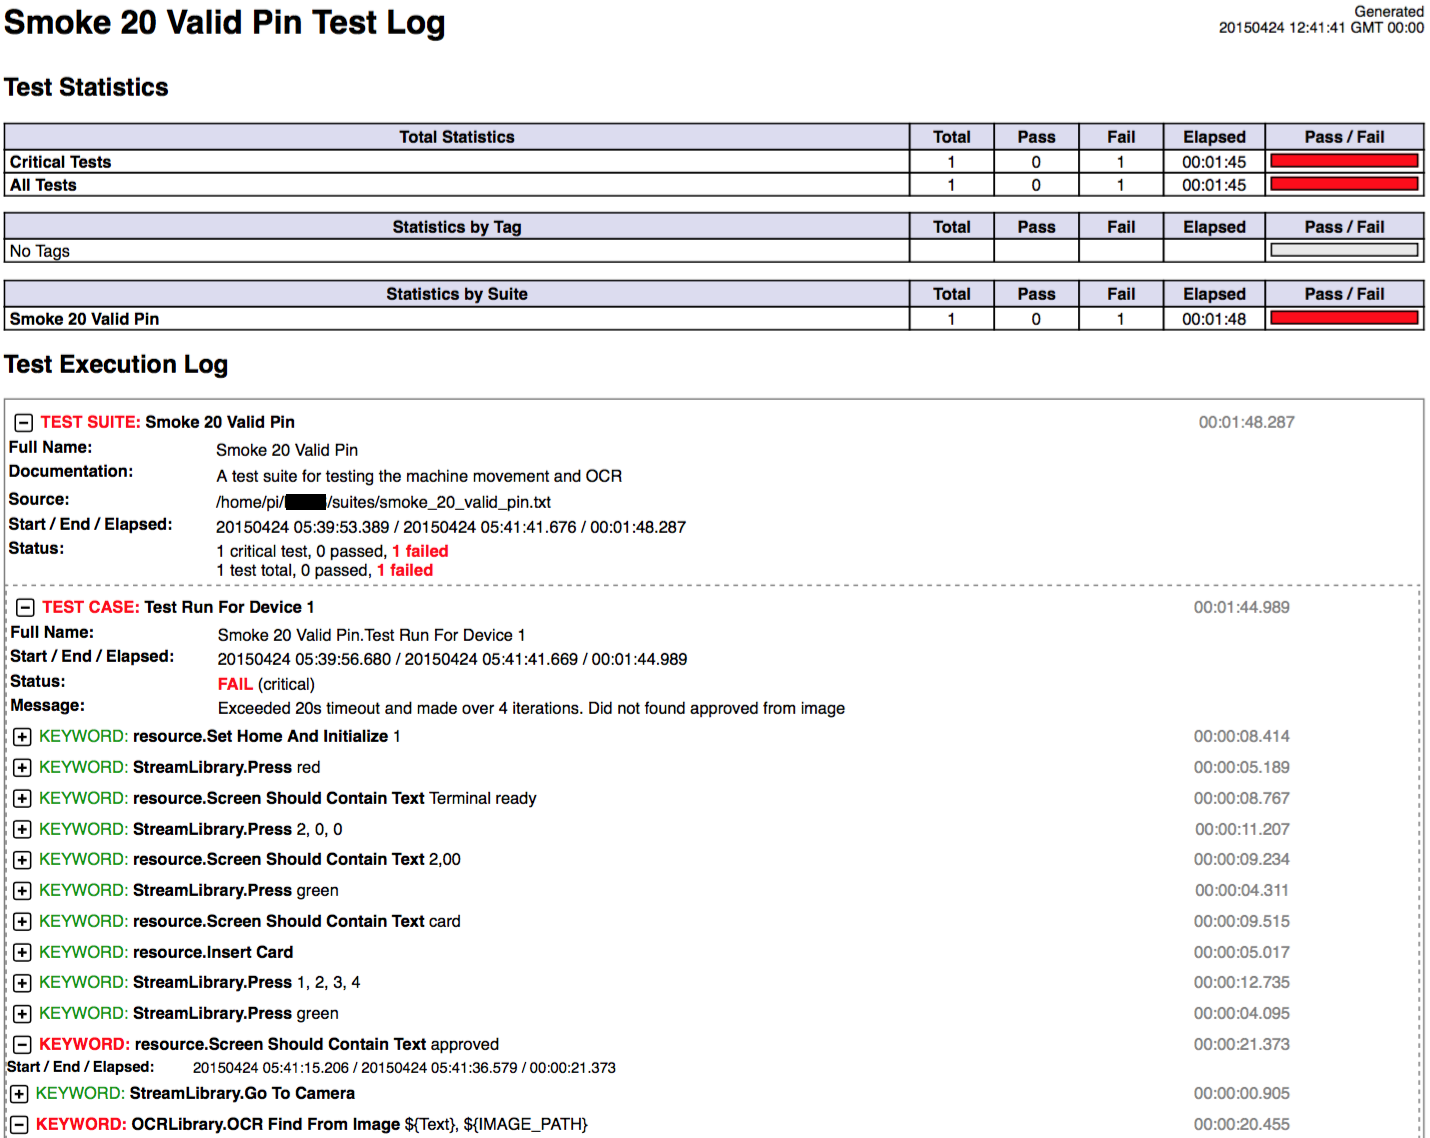 Smoke 20 Valid Pin Test Log
Generated
20150424 12:41:41 GMT 00:00
Test Statistics
Total Statistics Total Pass Fail Elapsed Pass / Fail
Critical Tests 1 0 1 00:01:45
All Tests 1 0 1 00:01:45
Statistics by Tag Total Pass Fail Elapsed Pass / Fail
No Tags
Statistics by Suite Total Pass Fail Elapsed Pass / Fail
Smoke 20 Valid Pin 1 0 1 00:01:48
Test Execution Log
TEST SUITE: Smoke 20 Valid Pin 00:01:48.287
Full Name: Smoke 20 Valid Pin
Documentation: A test suite for testing the machine movement and OCR
Source: /home/pi/ /suites/smoke_20_valid_pin.txt
Start / End / Elapsed: 20150424 05:39:53.389 / 20150424 05:41:41.676 / 00:01:48.287
Status: 1 critical test, 0 passed, 1 failed
1 test total, 0 passed, 1 failed
TEST CASE: Test Run For Device 1 00:01:44.989
Full Name: Smoke 20 Valid Pin.Test Run For Device 1
Start / End / Elapsed: 20150424 05:39:56.680 / 20150424 05:41:41.669 / 00:01:44.989
Status: FAIL (critical)
Message: Exceeded 20s timeout and made over 4 iterations. Did not found approved from image
KEYWORD: resource.Set Home And Initialize 1 00:00:08.414
KEYWORD: StreamLibrary.Press red 00:00:05.189
KEYWORD: resource.Screen Should Contain Text Terminal ready 00:00:08.767
KEYWORD: StreamLibrary.Press 2, 0, 0 00:00:11.207
KEYWORD: resource.Screen Should Contain Text 2,00 00:00:09.234
KEYWORD: StreamLibrary.Press green 00:00:04.311
KEYWORD: resource.Screen Should Contain Text card 00:00:09.515
KEYWORD: resource.Insert Card 00:00:05.017
KEYWORD: StreamLibrary.Press 1, 2, 3, 4 00:00:12.735
KEYWORD: StreamLibrary.Press green 00:00:04.095
KEYWORD: resource.Screen Should Contain Text approved 00:00:21.373
Start / End / Elapsed: 20150424 05:41:15.206 / 20150424 05:41:36.579 / 00:00:21.373
KEYWORD: StreamLibrary.Go To Camera 00:00:00.905
KEYWORD: OCRLibrary.OCR Find From Image ${Text}, ${IMAGE_PATH} 00:00:20.455